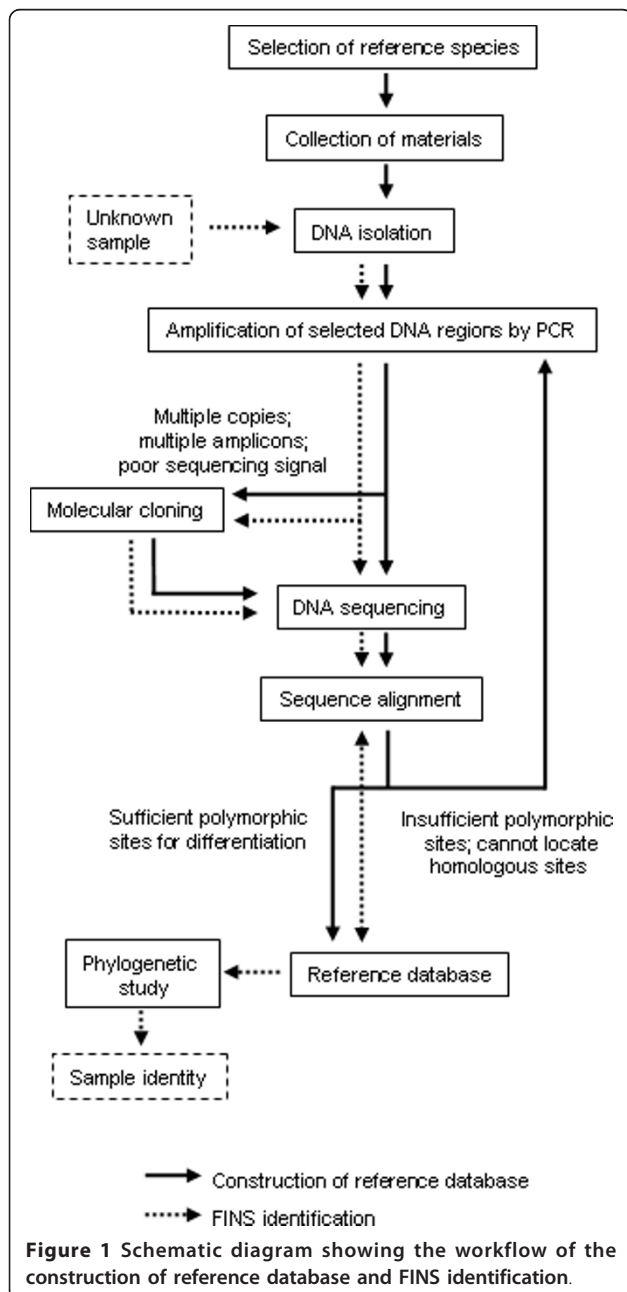 Selection of reference species
Collection of materials
Unknown
sample
DNA isolation
Amplification of selected DNA regions by PCR
Multiple copies;
multiple amplicons;
poor sequencing signal
Molecular cloning
DNA sequencing
Sequence alignment
Sufficient polymorphic
sites for differentiation
Insufficient polymorphic
sites; cannot locate
homologous sites
Phylogenetic
study
Reference database
Sample identity
Construction of reference database
FINS identification
Figure 1 Schematic diagram showing the workflow of the
construction of reference database and FINS identification.